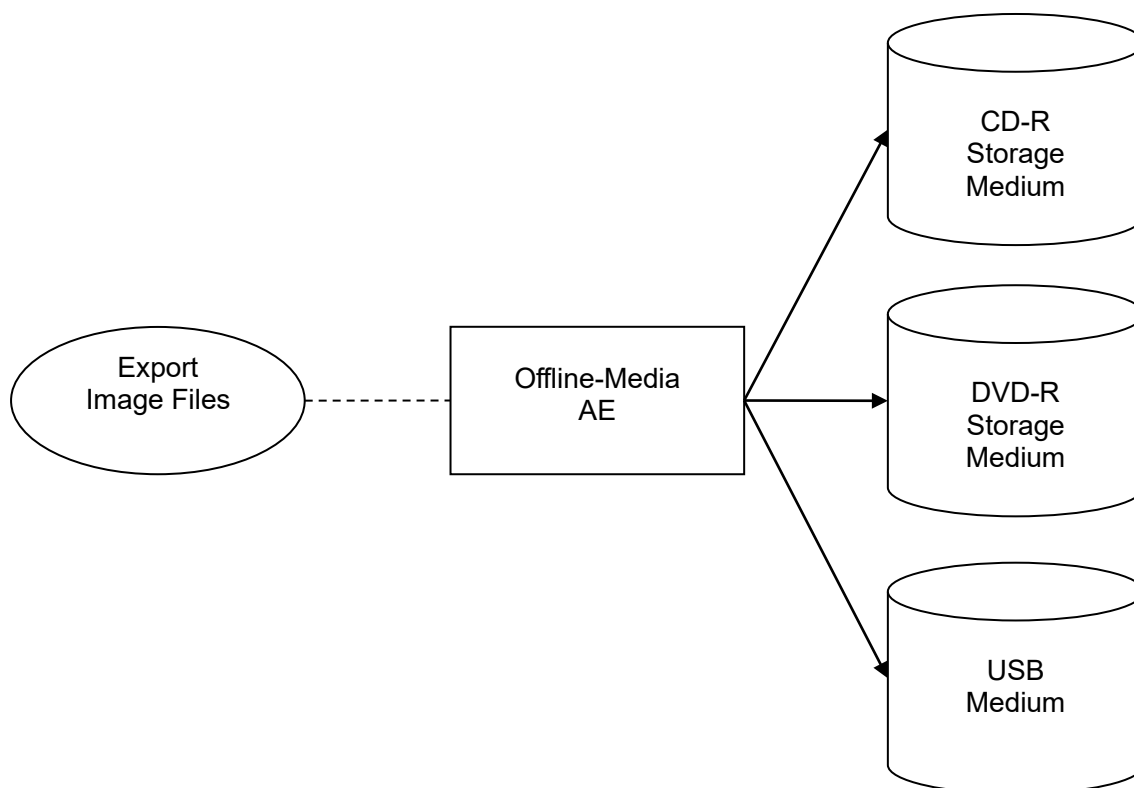 Export
Image Files
Offline-Media
AE
CD-R
Storage
Medium
DVD-R
Storage
Medium
USB
Medium